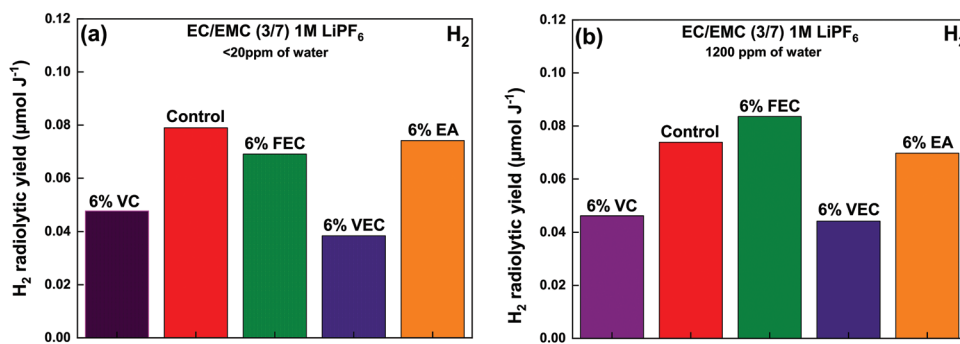 (a)
EC/EMC (3/7) 1M LiPF6
<20ppm of water
H2
H2 radiolytic yield (µmol J-1)
0.12
0.10
0.08
0.06
0.04
0.02
0.00
6% VC
Control
6% FEC
6% VEC
6% EA
(b)
EC/EMC (3/7) 1M LiPF6
1200 ppm of water
H2
H2 radiolytic yield (µmol J-1)
0.12
0.10
0.08
0.06
0.04
0.02
0.00
6% VC
Control
6% FEC
6% VEC
6% EA